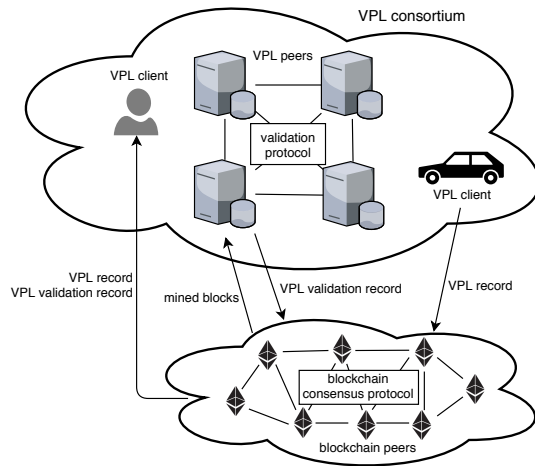 VPL consortium
VPL client
VPL peers
validation
protocol
VPL client
VPL record
VPL validation record
mined blocks
VPL validation record
VPL record
blockchain
consensus protocol
blockchain peers